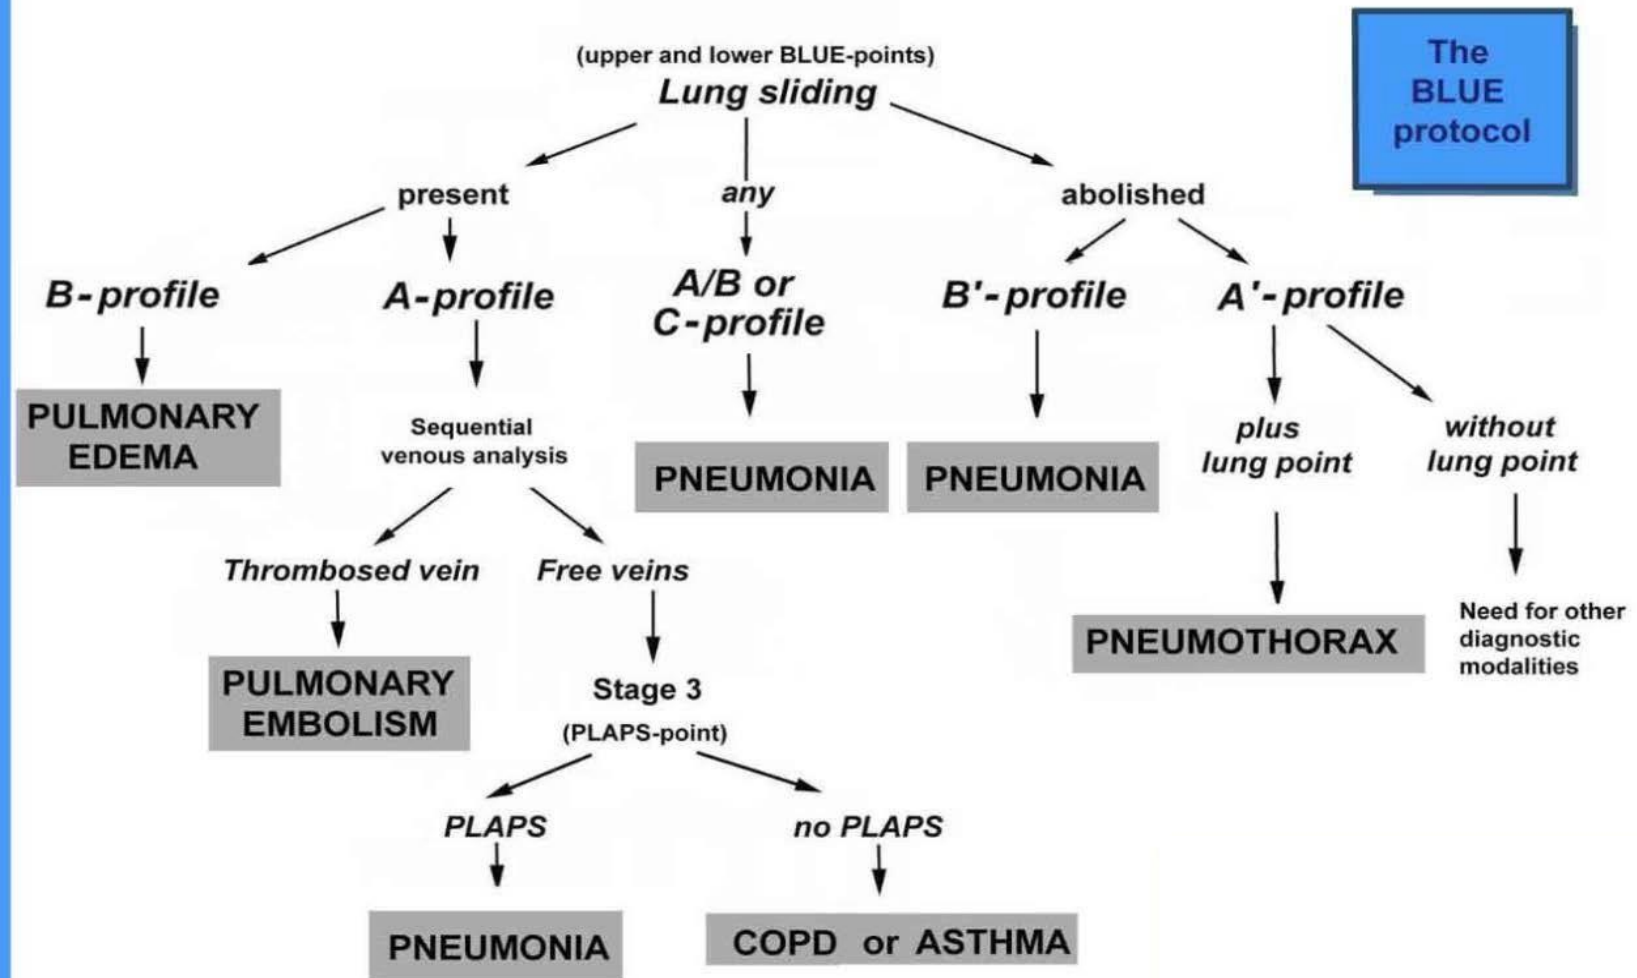 (upper and lower BLUE-points)
Lung sliding
The
BLUE
protocol
present
any
abolished
B-profile
A-profile
A/B or
C-profile
B'-profile
A'-profile
PULMONARY
EDEMA
Sequential
venous analysis
PNEUMONIA
PNEUMONIA
plus
lung point
without
lung point
Thrombosed vein
Free veins
PULMONARY
EMBOLISM
Stage 3
(PLAPS-point)
PNEUMOTHORAX
Need for other
diagnostic
modalities
PLAPS
no PLAPS
PNEUMONIA
COPD or ASTHMA